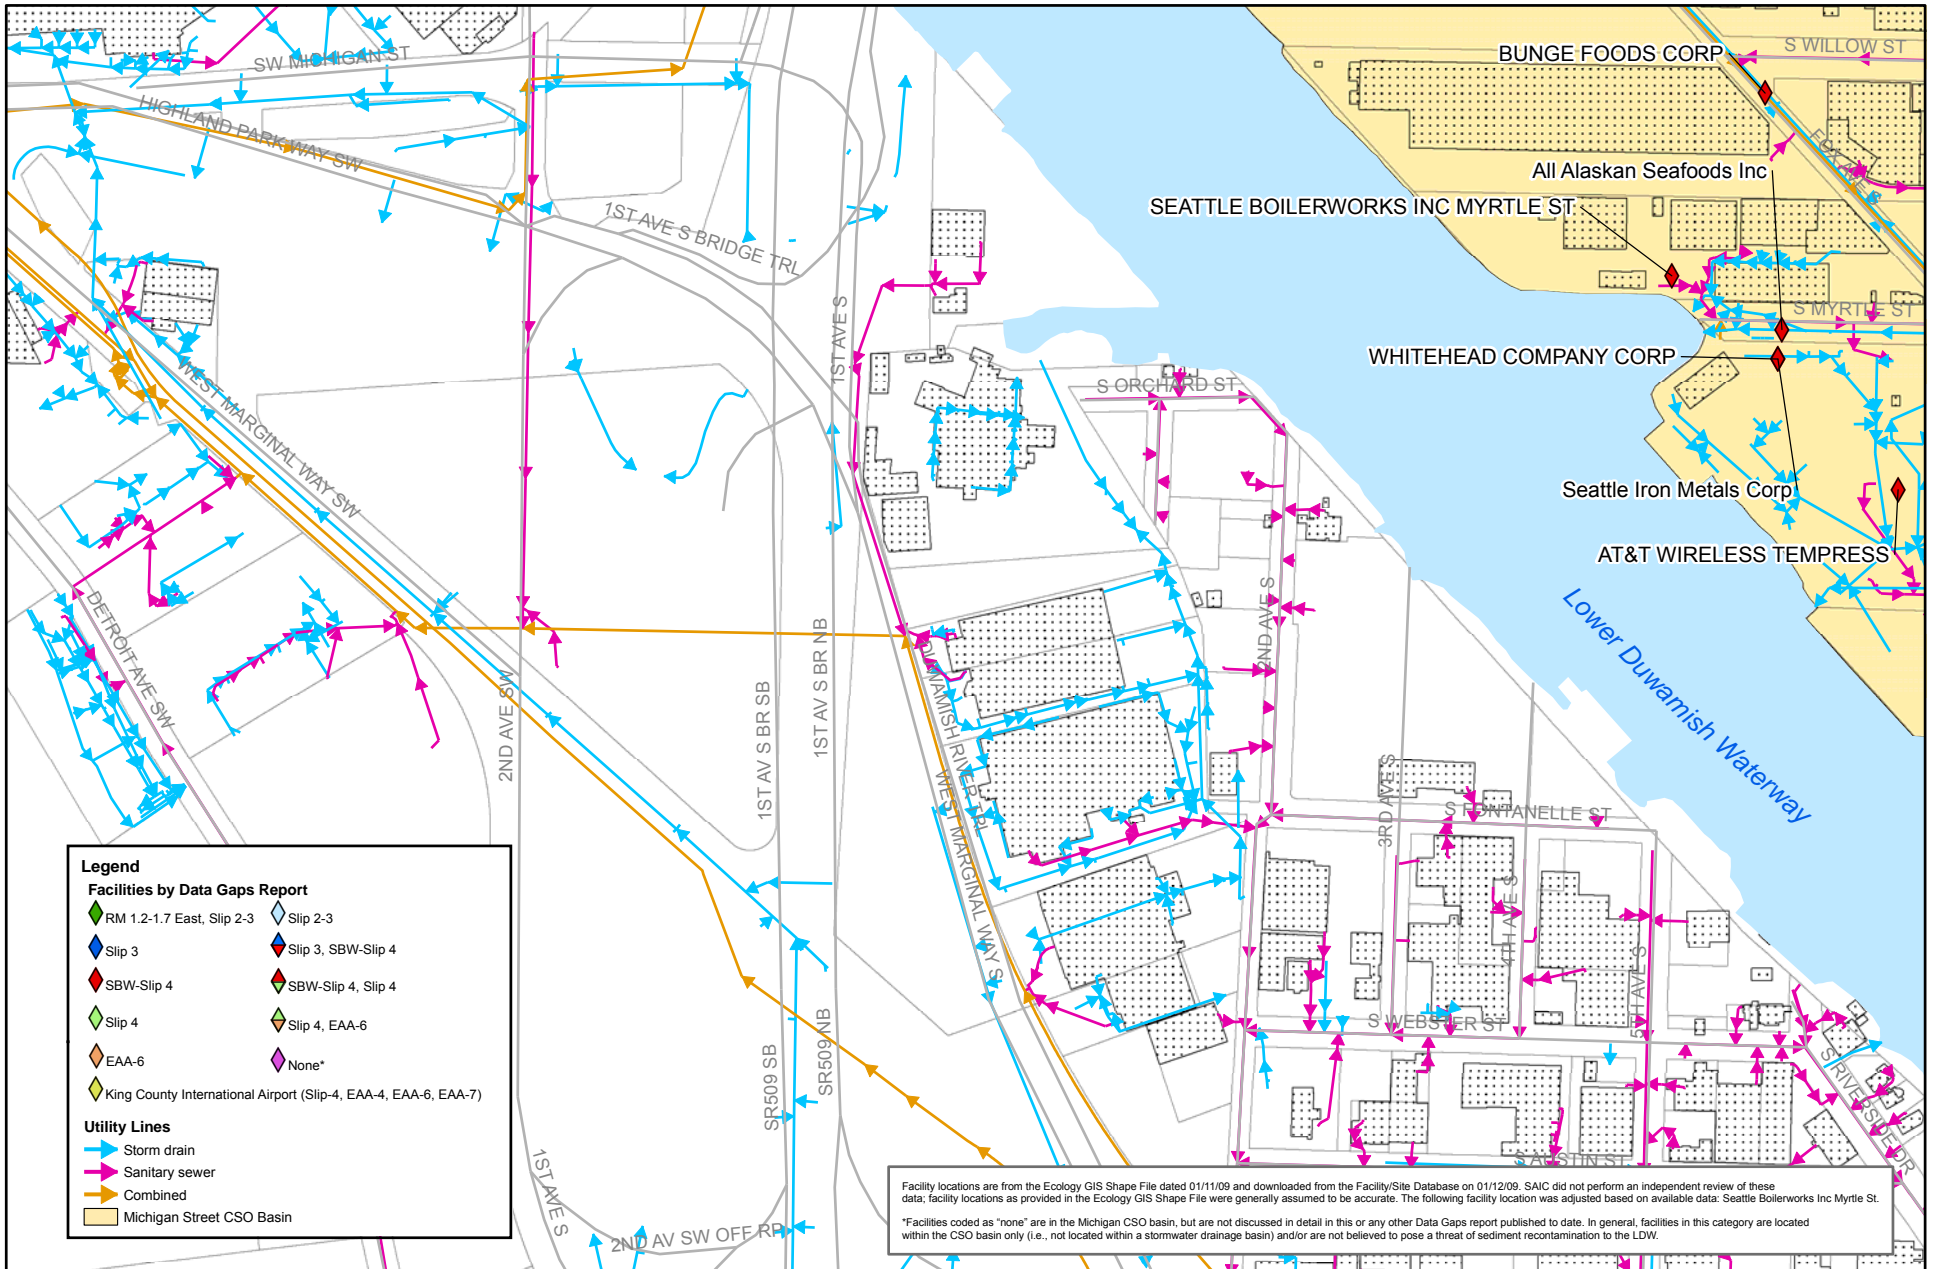 SW MICHIGAN ST
HIGHLAND PARK WAY SW
1ST AVE S BRIDGE TRL
1ST AVE S
WEST MARGINAL WAY SW
DETROIT AVE SW
2ND AVE SW
1ST AV S BR SB
1ST AV S BR NB
DUWAMISH RIVER TRL
WEST MARGINAL WAY S
SR509 SB
SR509 NB
1ST AVE S
2ND AV SW OFF RP
S ORCHARD ST
2ND AVE S
3RD AVE S
4TH AVE S
5TH AVE S
S FONTANELLE ST
S WEBSTER ST
S AUSTIN ST
S RIVERSIDE DR
BUNGE FOODS CORP
S WILLOW ST
FOX AVE S
All Alaskan Seafoods Inc
SEATTLE BOILERWORKS INC MYRTLE ST
S MYRTLE ST
WHITEHEAD COMPANY CORP
Seattle Iron Metals Corp
AT&T WIRELESS TEMPRESS
Lower Duwamish Waterway
Legend
Facilities by Data Gaps Report
RM 1.2-1.7 East, Slip 2-3
Slip 2-3
Slip 3
Slip 3, SBW-Slip 4
SBW-Slip 4
SBW-Slip 4, Slip 4
Slip 4
Slip 4, EAA-6
EAA-6
None*
King County International Airport (Slip-4, EAA-4, EAA-6, EAA-7)
Utility Lines
Storm drain
Sanitary sewer
Combined
Michigan Street CSO Basin
Facility locations are from the Ecology GIS Shape File dated 01/11/09 and downloaded from the Facility/Site Database on 01/12/09. SAIC did not perform an independent review of these
data; facility locations as provided in the Ecology GIS Shape File were generally assumed to be accurate. The following facility location was adjusted based on available data: Seattle Boilerworks Inc Myrtle St.
*Facilities coded as "none" are in the Michigan CSO basin, but are not discussed in detail in this or any other Data Gaps report published to date. In general, facilities in this category are located
within the CSO basin only (i.e., not located within a stormwater drainage basin) and/or are not believed to pose a threat of sediment recontamination to the LDW.